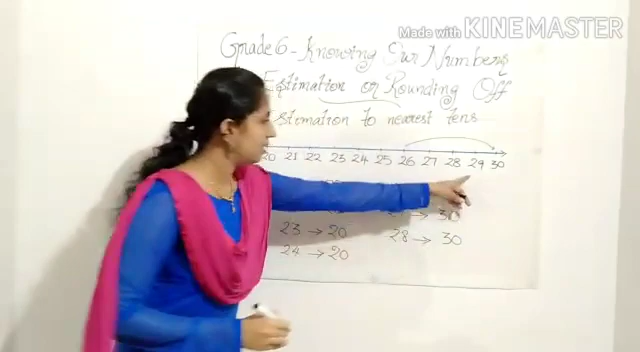 Made with KINEMASTER
Grade 6 - Knowing Our Numbers
Estimation or Rounding Off
stimation to nearest tens
20 21 22 23 24 25 26 27 28 29 30
→ 30
23 → 20
28 → 30
24 → 20